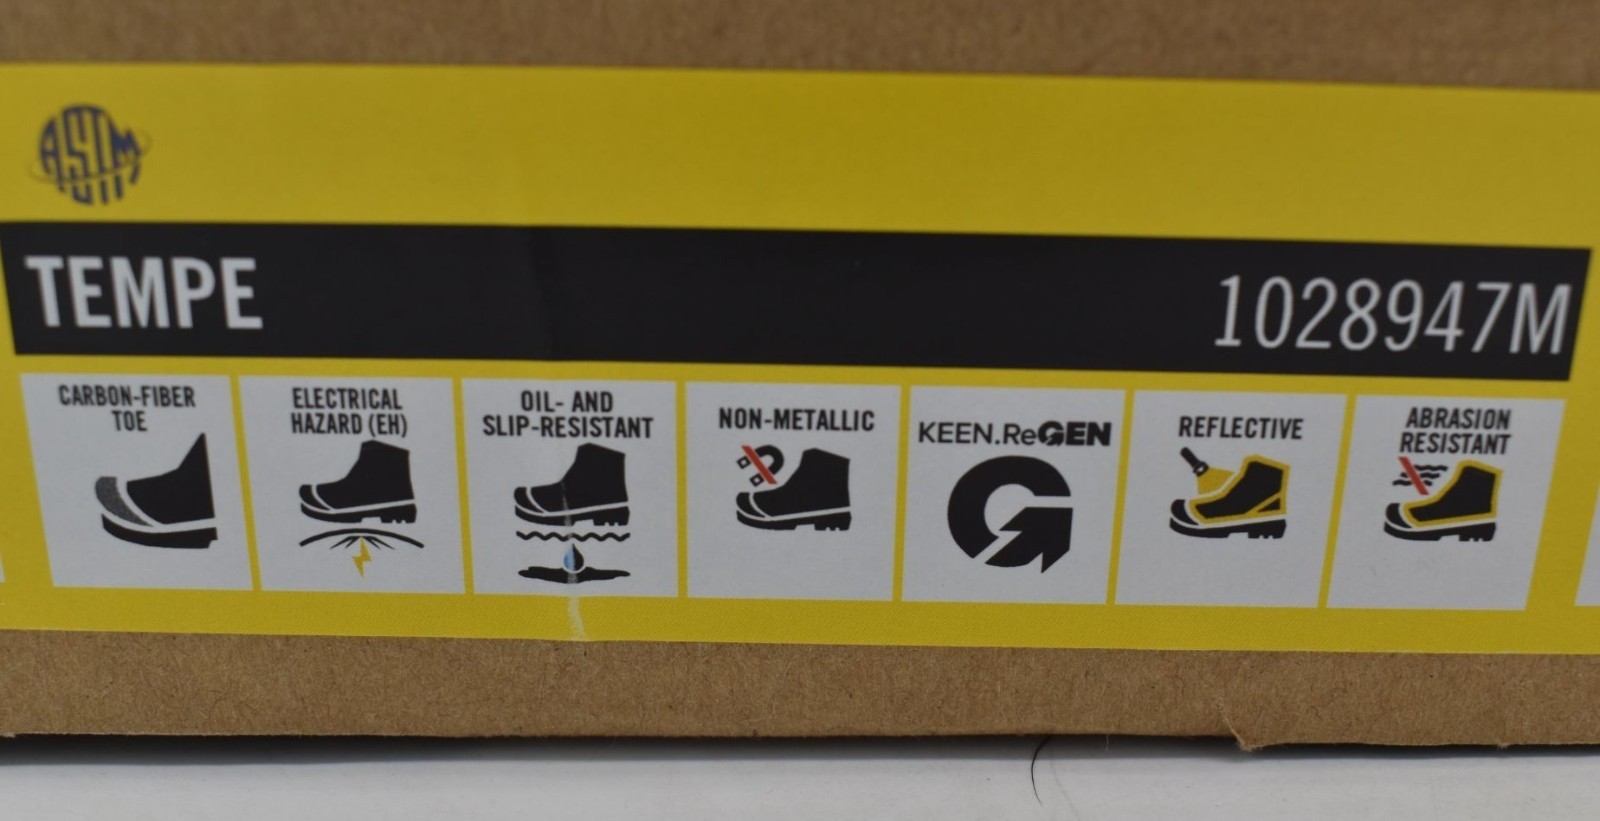 ASTM
TEMPE
1028947M
CARBON-FIBER
TOE
ELECTRICAL
HAZARD (EH)
OIL- AND
SLIP-RESISTANT
NON-METALLIC
KEEN.ReGEN
REFLECTIVE
ABRASION
RESISTANT